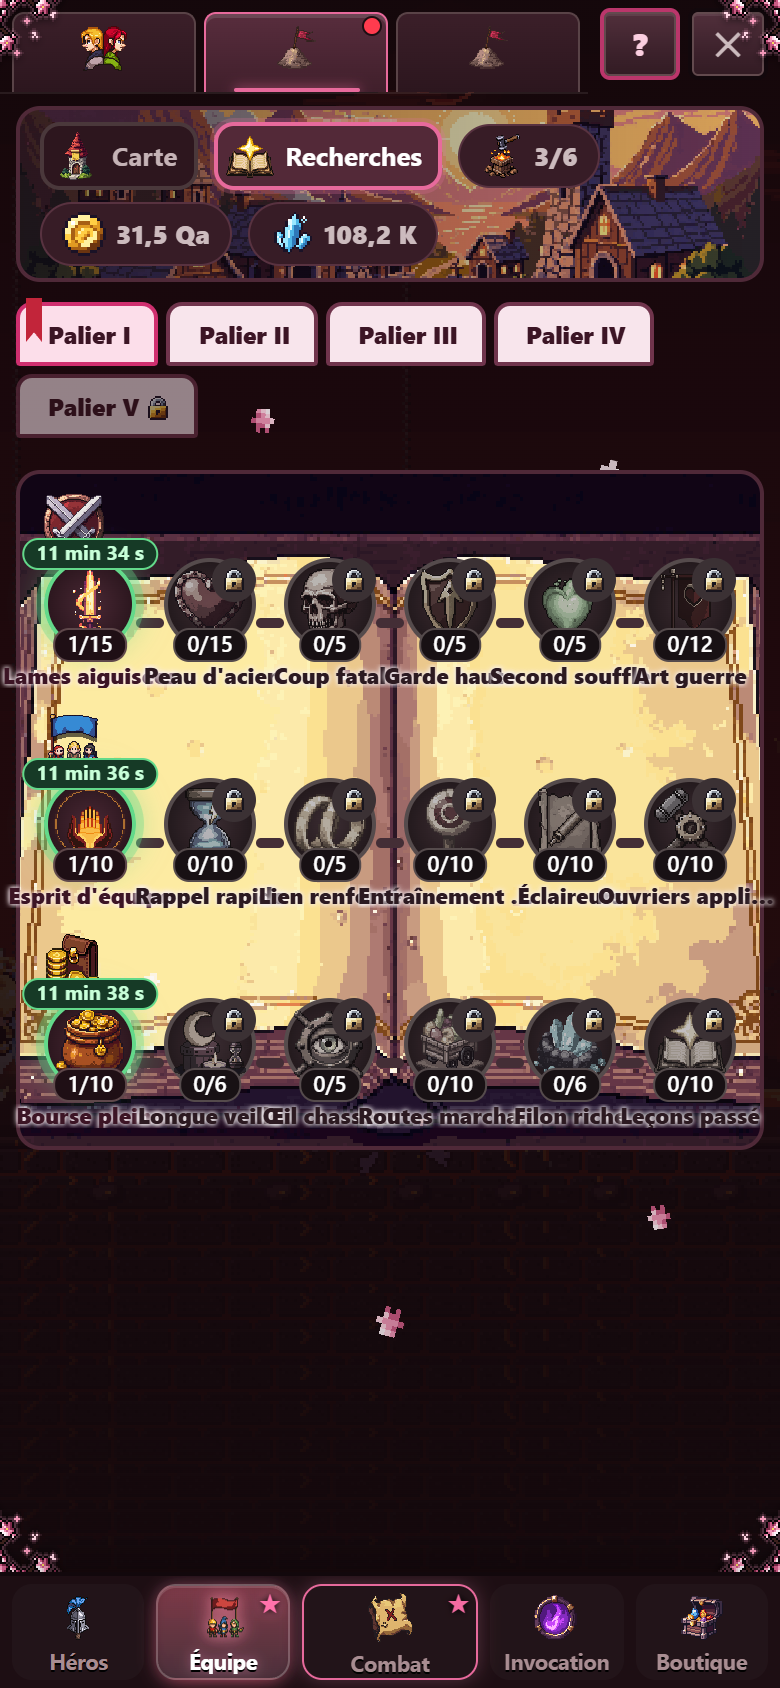 ?
Carte
Recherches
3/6
31,5 Qa
108,2 K
Palier I
Palier II
Palier III
Palier IV
Palier V
11 min 34 s
1/15
0/15
0/5
0/5
0/5
0/12
Lames aiguis
Peau d'acier
Coup fatal
Garde hau
Second souffl
Art guerre
11 min 36 s
1/10
0/10
0/5
0/10
0/10
0/10
Esprit d'équ
Rappel rapi
Lien renf
Entraînement
Éclaireu
Ouvriers appli...
11 min 38 s
1/10
0/6
0/5
0/10
0/6
0/10
Bourse plei
Longue veil
Œil chass
Routes march
Filon rich
Leçons passé
Héros
Équipe
Combat
Invocation
Boutique